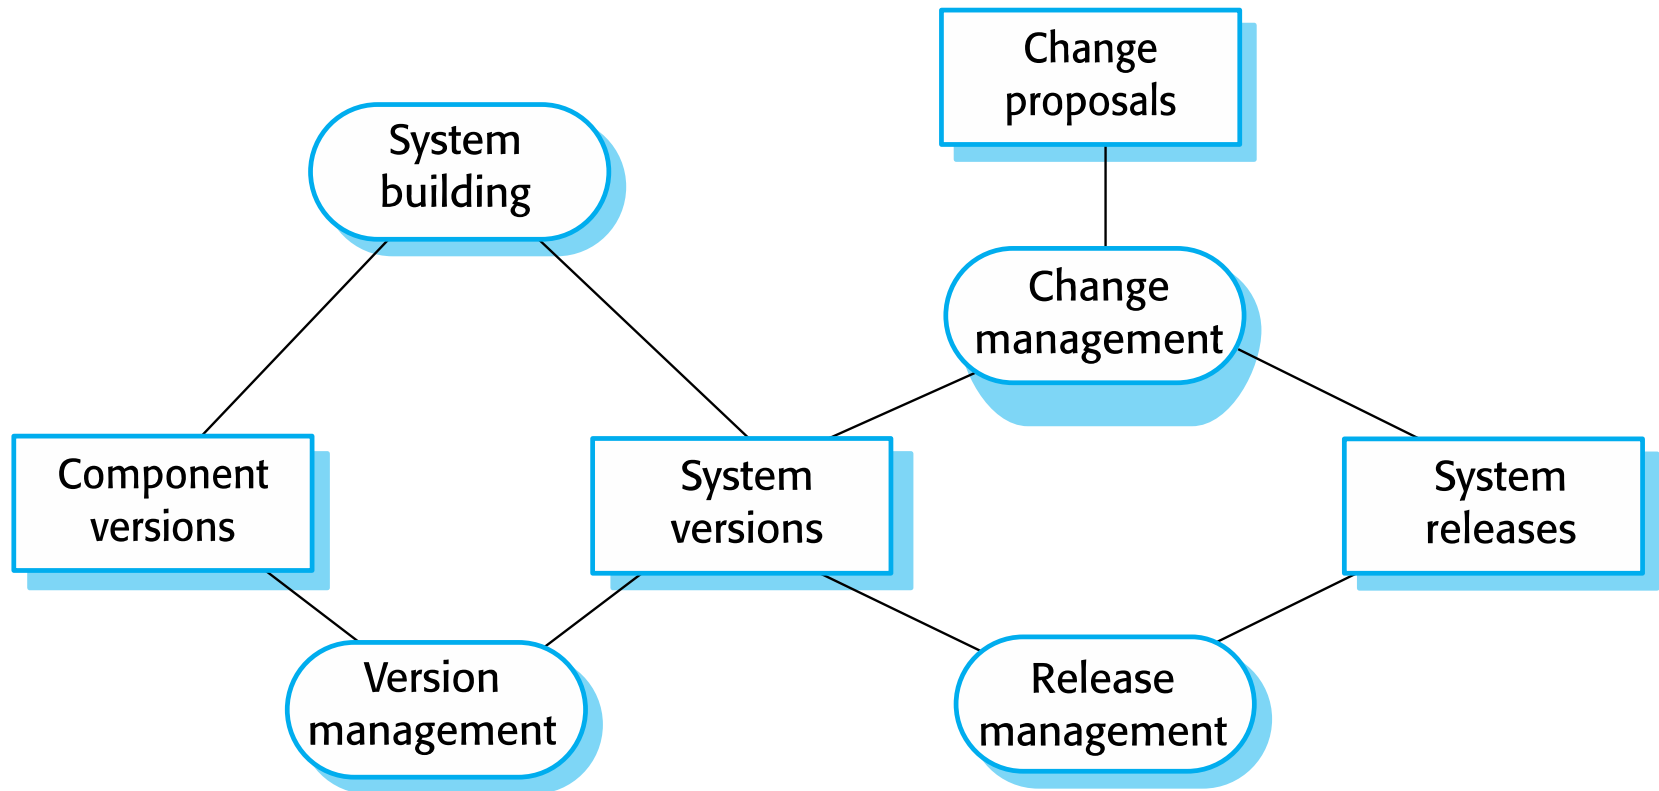 Change
proposals
System
building
Change
management
Component
versions
System
versions
System
releases
Version
management
Release
management